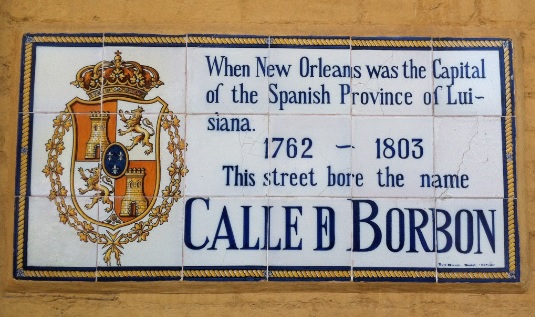 When New Orleans was the Capital
of the Spanish Province of Lui-
siana.
1762 - 1803
This street bore the name
CALLE D BORBON